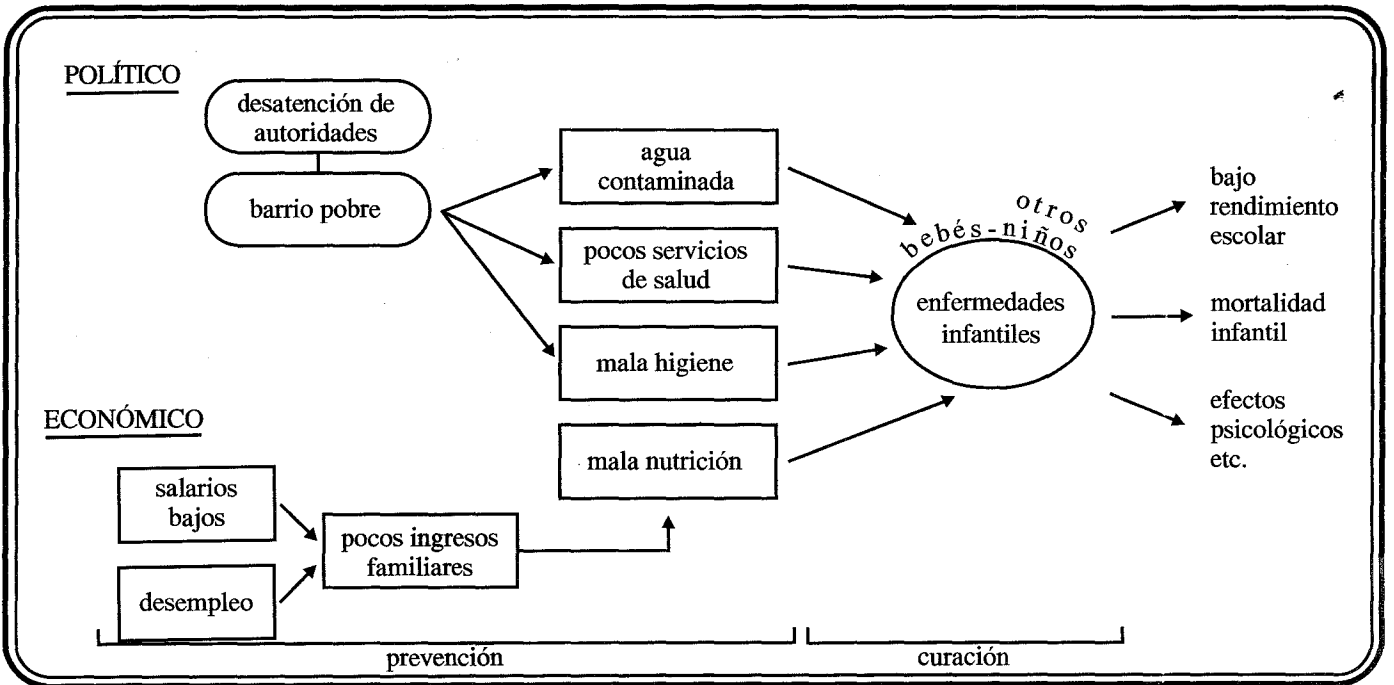 POLÍTICO
desatención de
autoridades
barrio pobre
agua
contaminada
pocos servicios
de salud
mala higiene
mala nutrición
otros
bebés-niños
enfermedades
infantiles
bajo
rendimiento
escolar
mortalidad
infantil
efectos
psicológicos
etc.
ECONÓMICO
salarios
bajos
desempleo
pocos ingresos
familiares
prevención
curación